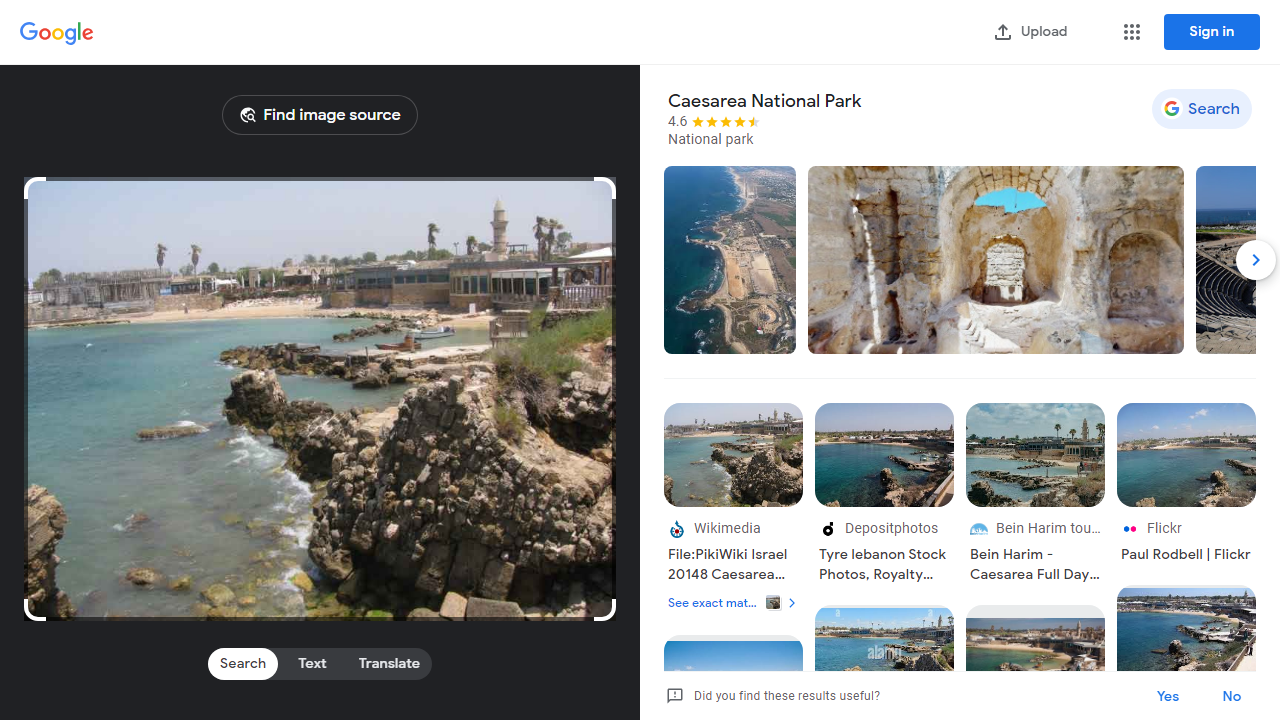 Google
Upload
Sign in
Find image source
Search
Text
Translate
Caesarea National Park
4.6
National park
Search
Wikimedia
File:PikiWiki Israel
20148 Caesarea...
See exact mat...
Depositphotos
Tyre lebanon Stock
Photos, Royalty...
Bein Harim tou...
Bein Harim -
Caesarea Full Day...
Flickr
Paul Rodbell | Flickr
alamy
Did you find these results useful?
Yes
No